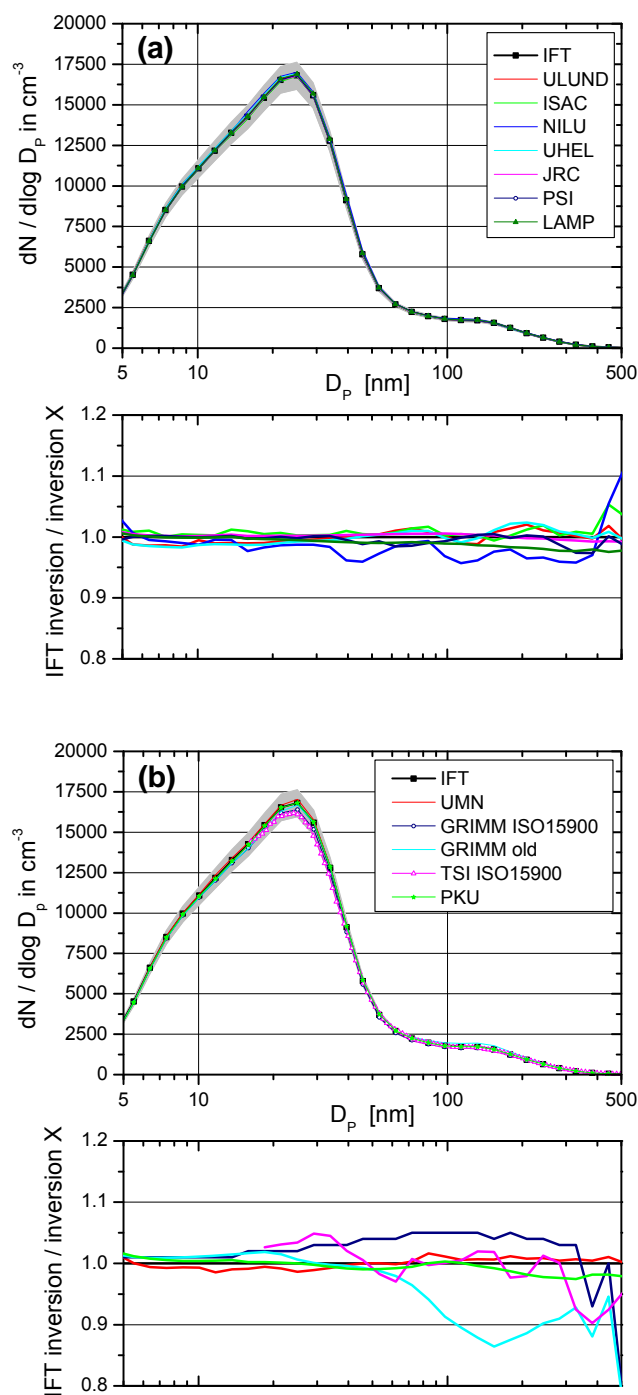 (a)
20000
17500
15000
12500
10000
7500
5000
2500
0
dN / dlog D_P in cm⁻³
IFT
ULUND
ISAC
NILU
UHEL
JRC
PSI
LAMP
5
10
100
500
D_P [nm]
1.2
1.1
1.0
0.9
0.8
IFT inversion / inversion X
(b)
20000
17500
15000
12500
10000
7500
5000
2500
0
dN / dlog D_p in cm⁻³
IFT
UMN
GRIMM ISO15900
GRIMM old
TSI ISO15900
PKU
5
10
100
500
D_P [nm]
1.2
1.1
1.0
0.9
0.8
IFT inversion / inversion X